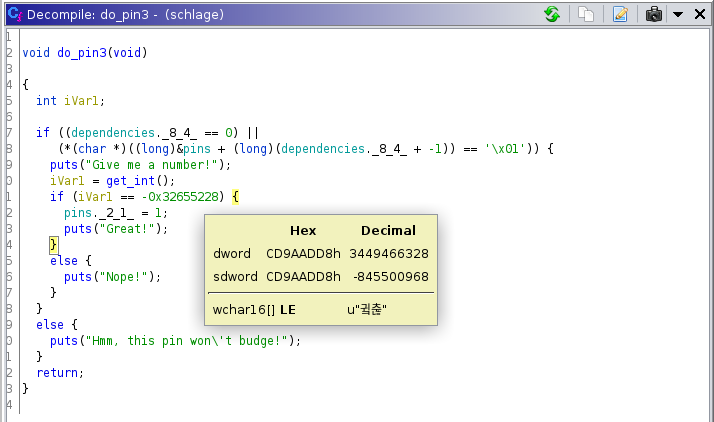 Decompile: do_pin3 - (schlage)
1
2 void do_pin3(void)
3
4 {
5 int iVar1;
6
7 if ((dependencies._8_4_ == 0) ||
8 (*(char *)((long)&pins + (long)(dependencies._8_4_ + -1)) == '\x01')) {
9 puts("Give me a number!");
0 iVar1 = get_int();
1 if (iVar1 == -0x32655228) {
2 pins._2_1_ = 1;
3 puts("Great!");
4 }
5 else {
6 puts("Nope!");
7 }
8 }
9 else {
0 puts("Hmm, this pin won\'t budge!");
1 }
2 return;
3 }
4
Hex Decimal
dword CD9AADD8h 3449466328
sdword CD9AADD8h -845500968
wchar16[] LE u"귘춚"